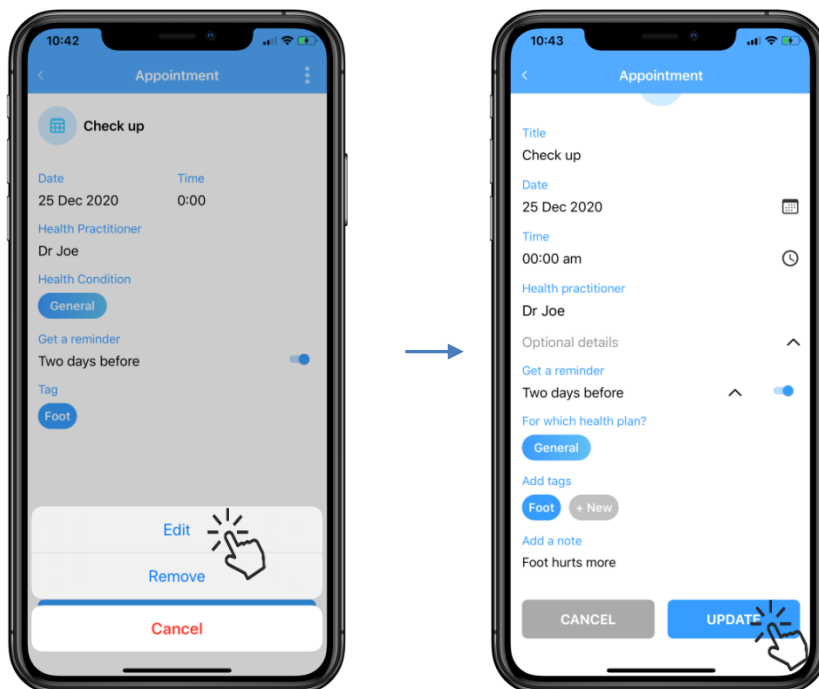 10:42
Appointment
Check up
Date Time
25 Dec 2020 0:00
Health Practitioner
Dr Joe
Health Condition
General
Get a reminder
Two days before
Tag
Foot
Edit
Remove
Cancel
10:43
Appointment
Title
Check up
Date
25 Dec 2020
Time
00:00 am
Health practitioner
Dr Joe
Optional details
Get a reminder
Two days before
For which health plan?
General
Add tags
Foot + New
Add a note
Foot hurts more
CANCEL UPDATE